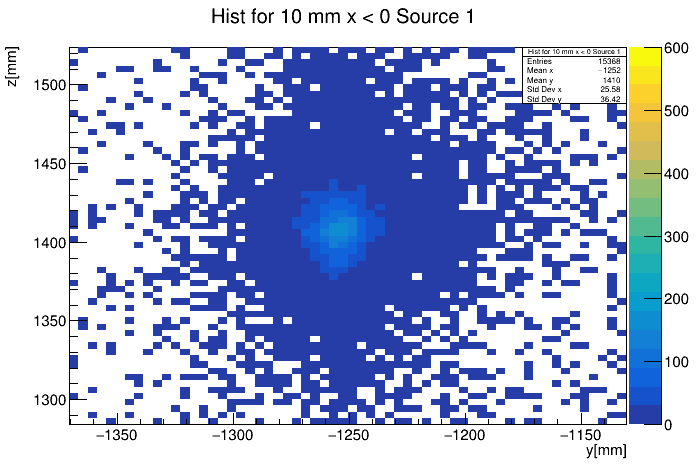 Hist for 10 mm x < 0 Source 1
z[mm]
Hist for 10 mm x < 0 Source 1
Entries 15368
Mean x −1252
Mean y 1410
Std Dev x 25.58
Std Dev y 36.42
1500
1450
1400
1350
1300
−1350 −1300 −1250 −1200 −1150
y[mm]
600
500
400
300
200
100
0